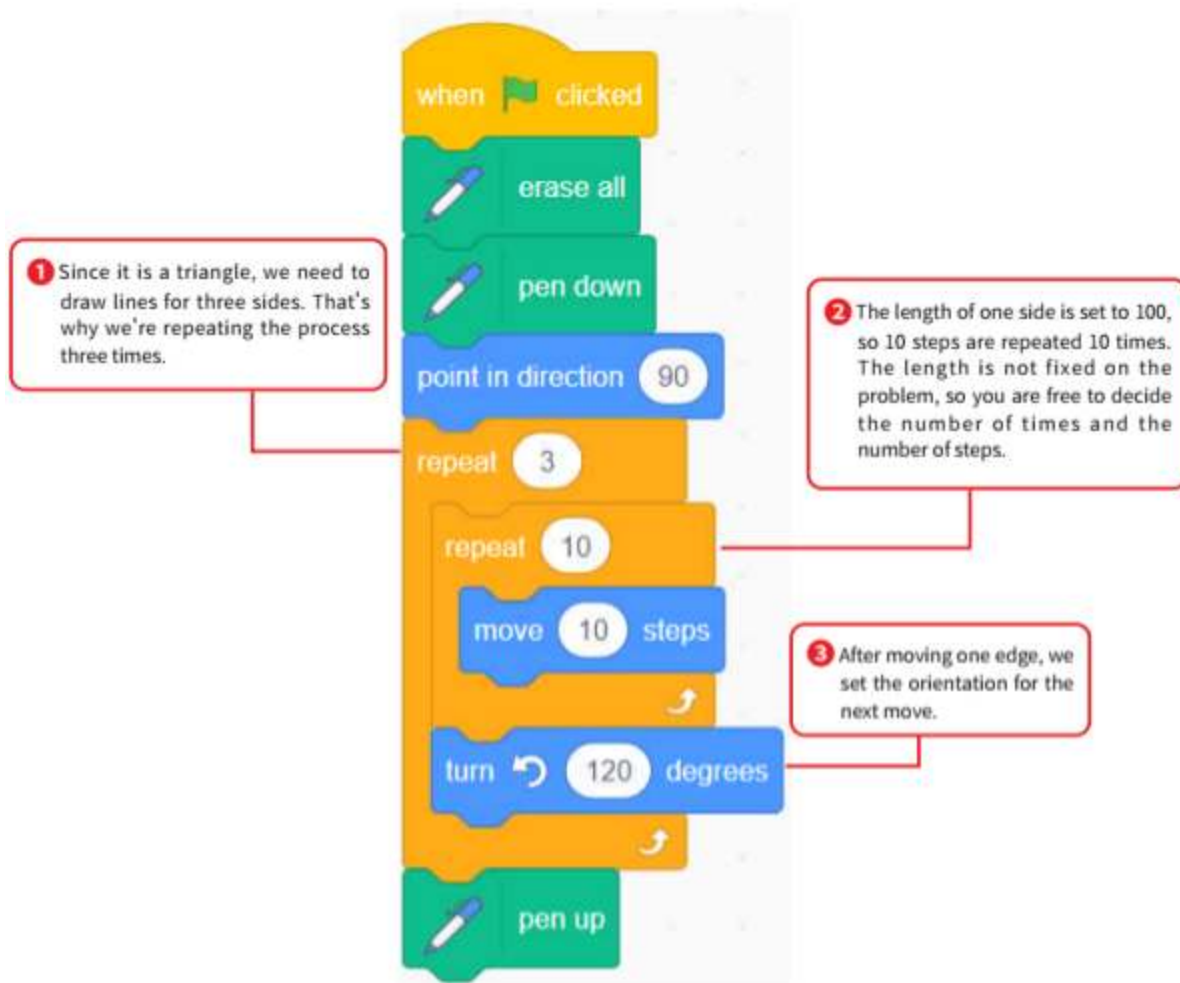 when clicked
erase all
pen down
1 Since it is a triangle, we need to
draw lines for three sides. That's
why we're repeating the process
three times.
2 The length of one side is set to 100,
so 10 steps are repeated 10 times.
The length is not fixed on the
problem, so you are free to decide
the number of times and the
number of steps.
point in direction 90
repeat 3
repeat 10
move 10 steps
3 After moving one edge, we
set the orientation for the
next move.
turn 120 degrees
pen up